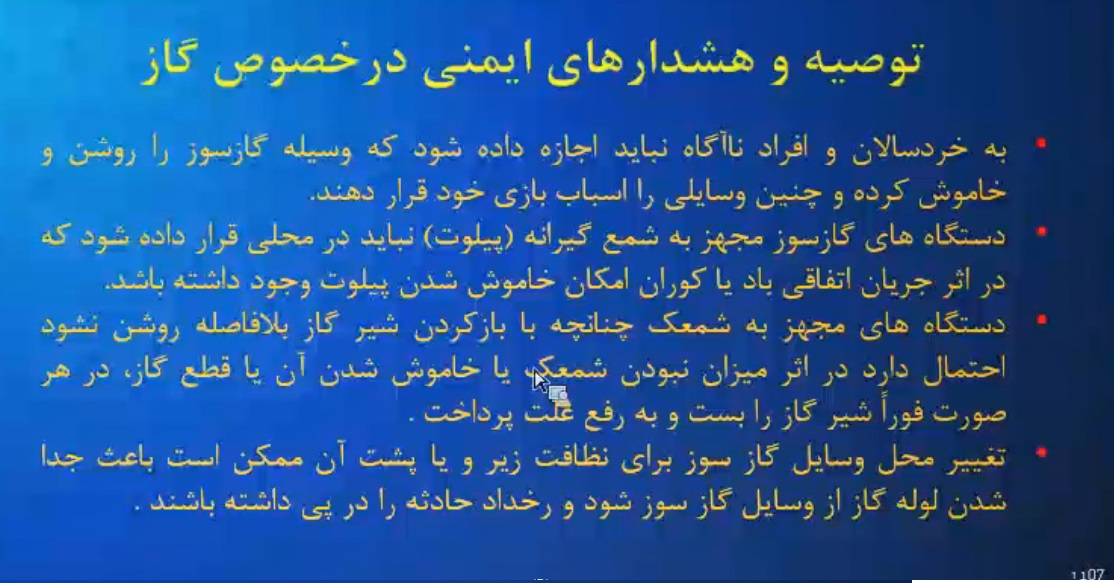 توصیه و هشدارهای ایمنی درخصوص گاز
به خردسالان و افراد ناآگاه نباید اجازه داده شود که وسیله گازسوز را روشن و
خاموش کرده و چنین وسایلی را اسباب بازی خود قرار دهند.
دستگاه های گازسوز مجهز به شمع گیرانه (پیلوت) نباید در محلی قرار داده شود که
در اثر جریان اتفاقی باد یا کوران امکان خاموش شدن پیلوت وجود داشته باشد.
دستگاه های مجهز به شمعک چنانچه با بازکردن شیر گاز بلافاصله روشن نشود
احتمال دارد در اثر میزان نبودن شمعک یا خاموش شدن آن یا قطع گاز، در هر
صورت فوراً شیر گاز را بست و به رفع علت پرداخت .
تغییر محل وسایل گاز سوز برای نظافت زیر و یا پشت آن ممکن است باعث جدا
شدن لوله گاز از وسایل گاز سوز شود و رخداد حادثه را در پی داشته باشند .